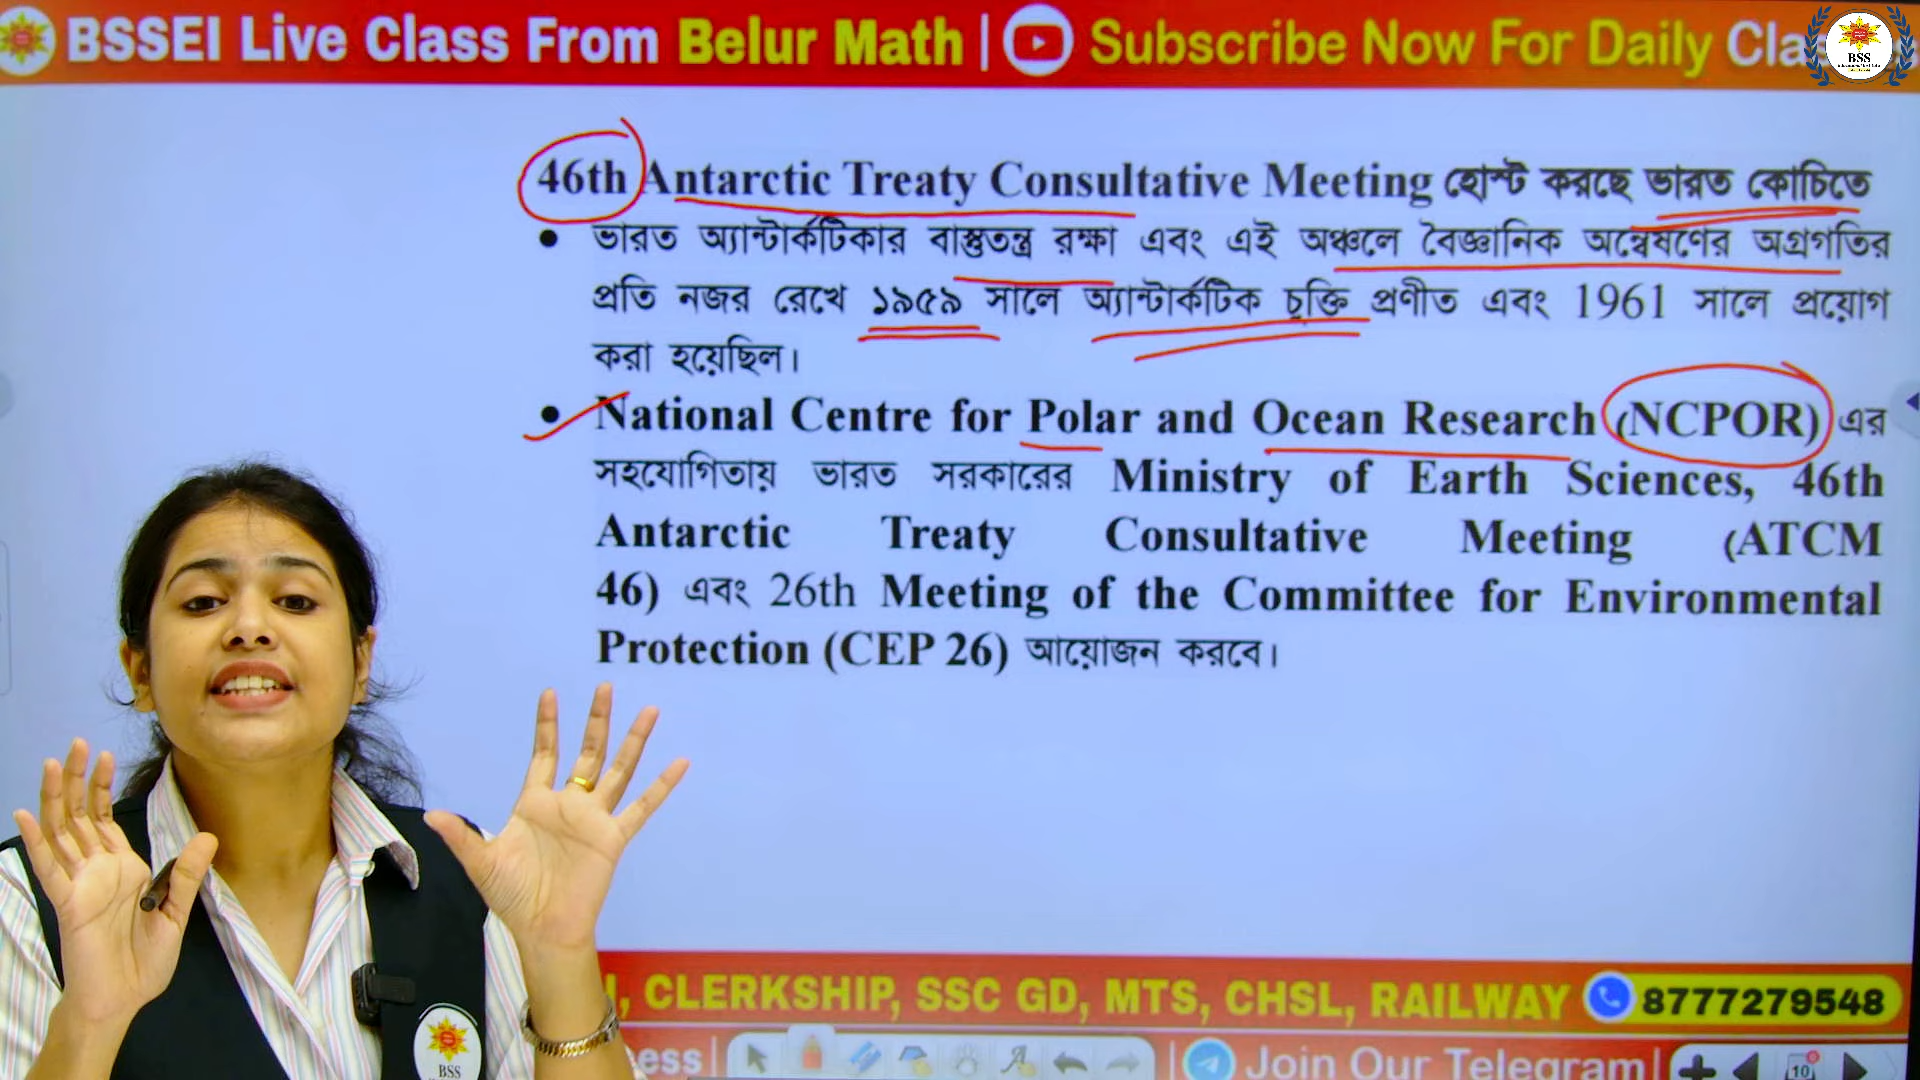 BSSEI Live Class From Belur Math | Subscribe Now For Daily Cla
BSS
46th Antarctic Treaty Consultative Meeting হোস্ট করছে ভারত কোচিতে
• ভারত অ্যান্টার্কটিকার বাস্তুতন্ত্র রক্ষা এবং এই অঞ্চলে বৈজ্ঞানিক অন্বেষণের অগ্রগতির
প্রতি নজর রেখে ১৯৫৯ সালে অ্যান্টার্কটিক চুক্তি প্রণীত এবং 1961 সালে প্রয়োগ
করা হয়েছিল।
• National Centre for Polar and Ocean Research (NCPOR) এর
সহযোগিতায় ভারত সরকারের Ministry of Earth Sciences, 46th
Antarctic Treaty Consultative Meeting (ATCM
46) এবং 26th Meeting of the Committee for Environmental
Protection (CEP 26) আয়োজন করবে।
, CLERKSHIP, SSC GD, MTS, CHSL, RAILWAY 8777279548
ess | | Join Our Telegram | 10
BSS